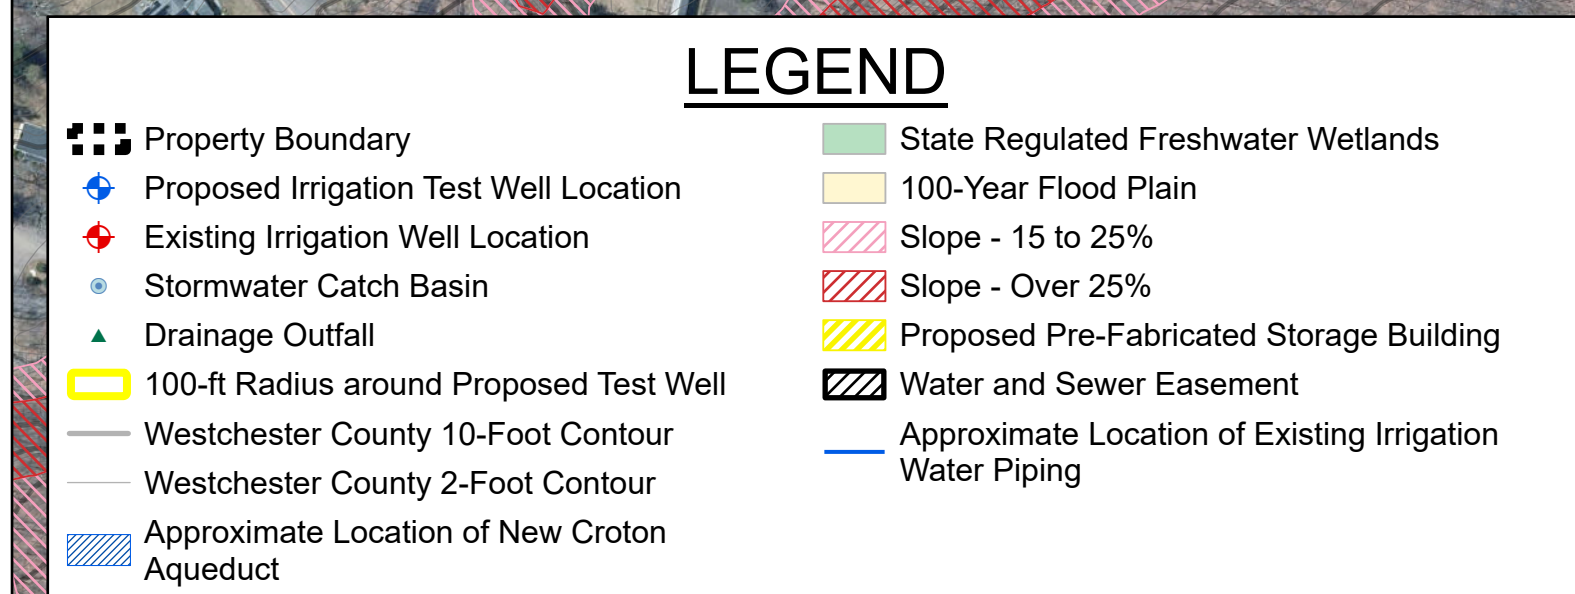 LEGEND
Property Boundary
Proposed Irrigation Test Well Location
Existing Irrigation Well Location
Stormwater Catch Basin
Drainage Outfall
100-ft Radius around Proposed Test Well
Westchester County 10-Foot Contour
Westchester County 2-Foot Contour
Approximate Location of New Croton
Aqueduct
State Regulated Freshwater Wetlands
100-Year Flood Plain
Slope - 15 to 25%
Slope - Over 25%
Proposed Pre-Fabricated Storage Building
Water and Sewer Easement
Approximate Location of Existing Irrigation
Water Piping